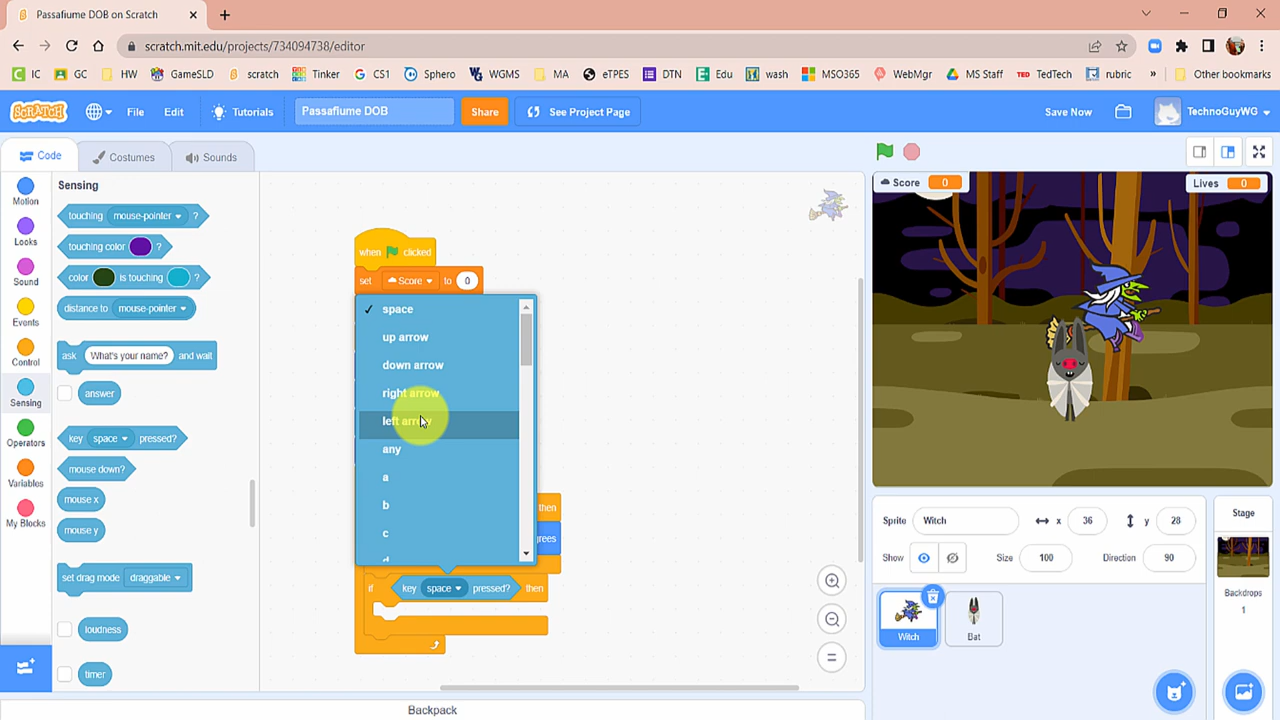 Passafiume DOB on Scratch
scratch.mit.edu/projects/734094738/editor
IC GC HW GameSLD scratch Tinker CS1 Sphero WGMS MA eTPES DTN Edu wash MSO365 WebMgr MS Staff TED TedTech rubric » Other bookmarks
SCRATCH File Edit Tutorials Passafiume DOB Share See Project Page Save Now TechnoGuyWG
Code Costumes Sounds
Motion
Looks
Sound
Events
Control
Sensing
Operators
Variables
My Blocks
Sensing
touching mouse-pointer ?
touching color ?
color is touching ?
distance to mouse-pointer
ask What's your name? and wait
answer
key space pressed?
mouse down?
mouse x
mouse y
set drag mode draggable
loudness
timer
when clicked
set Score to 0
✓ space
up arrow
down arrow
right arrow
left arrow
any
a
b
c
d
then
grees
if key space pressed? then
Score 0 Lives 0
Sprite Witch x 36 y 28
Show Size 100 Direction 90
Witch
Bat
Stage
Backdrops
1
Backpack